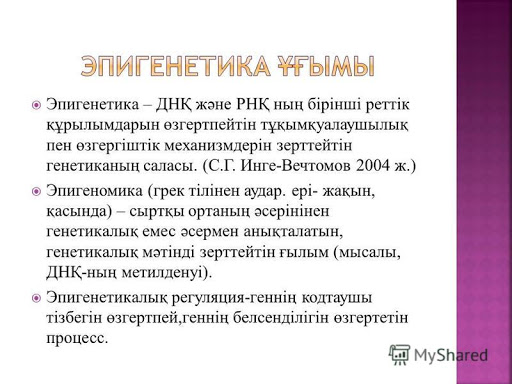 ЭПИГЕНЕТИКА ҰҒЫМЫ
Эпигенетика – ДНҚ және РНҚ ның бірінші реттік
құрылымдарын өзгертпейтін тұқымқуалаушылық
пен өзгергіштік механизмдерін зерттейтін
генетиканың саласы. (С.Г. Инге-Вечтомов 2004 ж.)
Эпигеномика (грек тілінен аудар. ері- жақын,
қасында) – сыртқы ортаның әсерінінен
генетикалық емес әсермен анықталатын,
генетикалық мәтінді зерттейтін ғылым (мысалы,
ДНҚ-ның метилденуі).
Эпигенетикалық регуляция-геннің кодтаушы
тізбегін өзгертпей,геннің белсенділігін өзгертетін
процесс.
MyShared